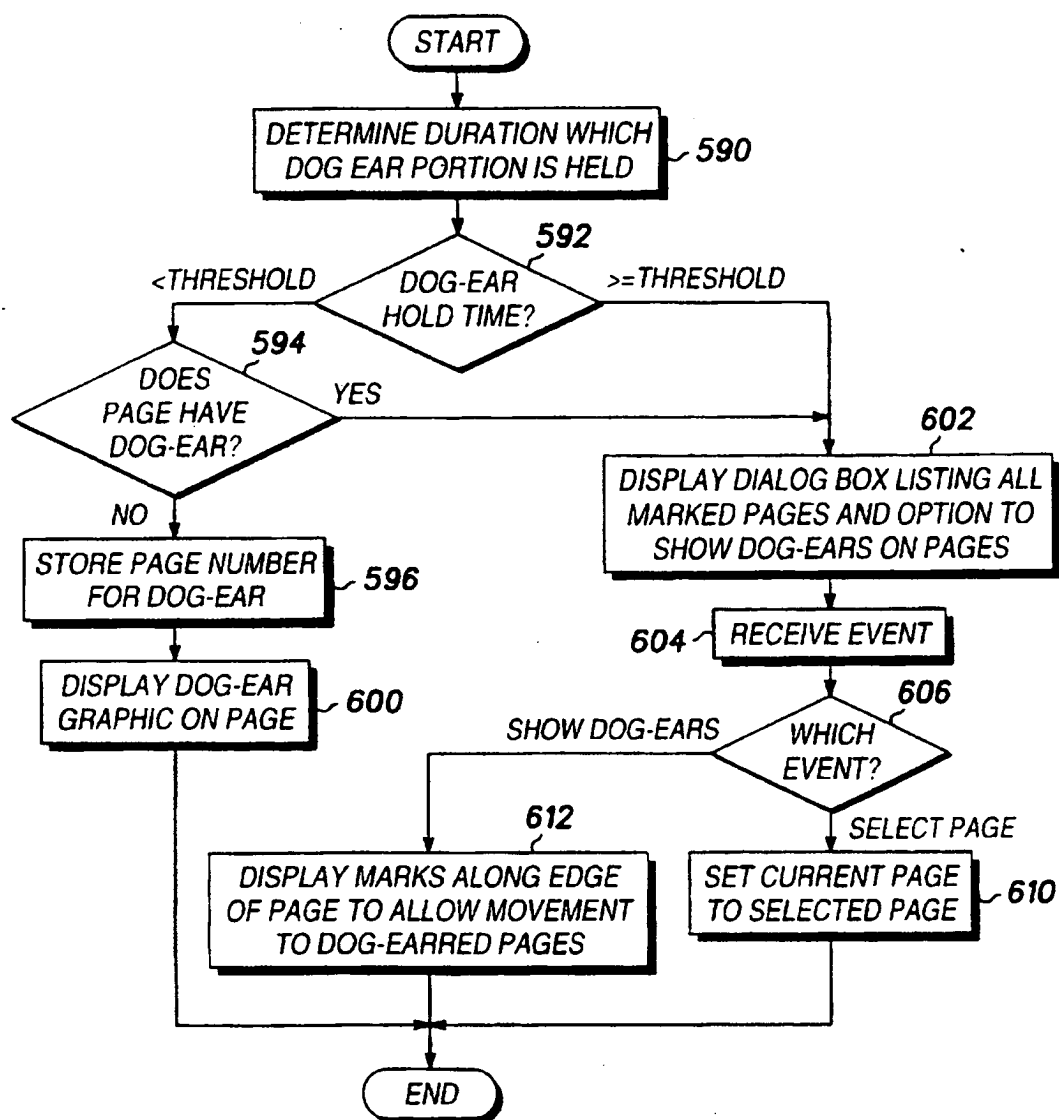 START
DETERMINE DURATION WHICH
DOG EAR PORTION IS HELD
590
592
<THRESHOLD
DOG-EAR
HOLD TIME?
>=THRESHOLD
594
DOES
PAGE HAVE
DOG-EAR?
YES
NO
602
DISPLAY DIALOG BOX LISTING ALL
MARKED PAGES AND OPTION TO
SHOW DOG-EARS ON PAGES
STORE PAGE NUMBER
FOR DOG-EAR
596
604
RECEIVE EVENT
DISPLAY DOG-EAR
GRAPHIC ON PAGE
600
606
SHOW DOG-EARS
WHICH
EVENT?
SELECT PAGE
612
DISPLAY MARKS ALONG EDGE
OF PAGE TO ALLOW MOVEMENT
TO DOG-EARRED PAGES
SET CURRENT PAGE
TO SELECTED PAGE
610
END